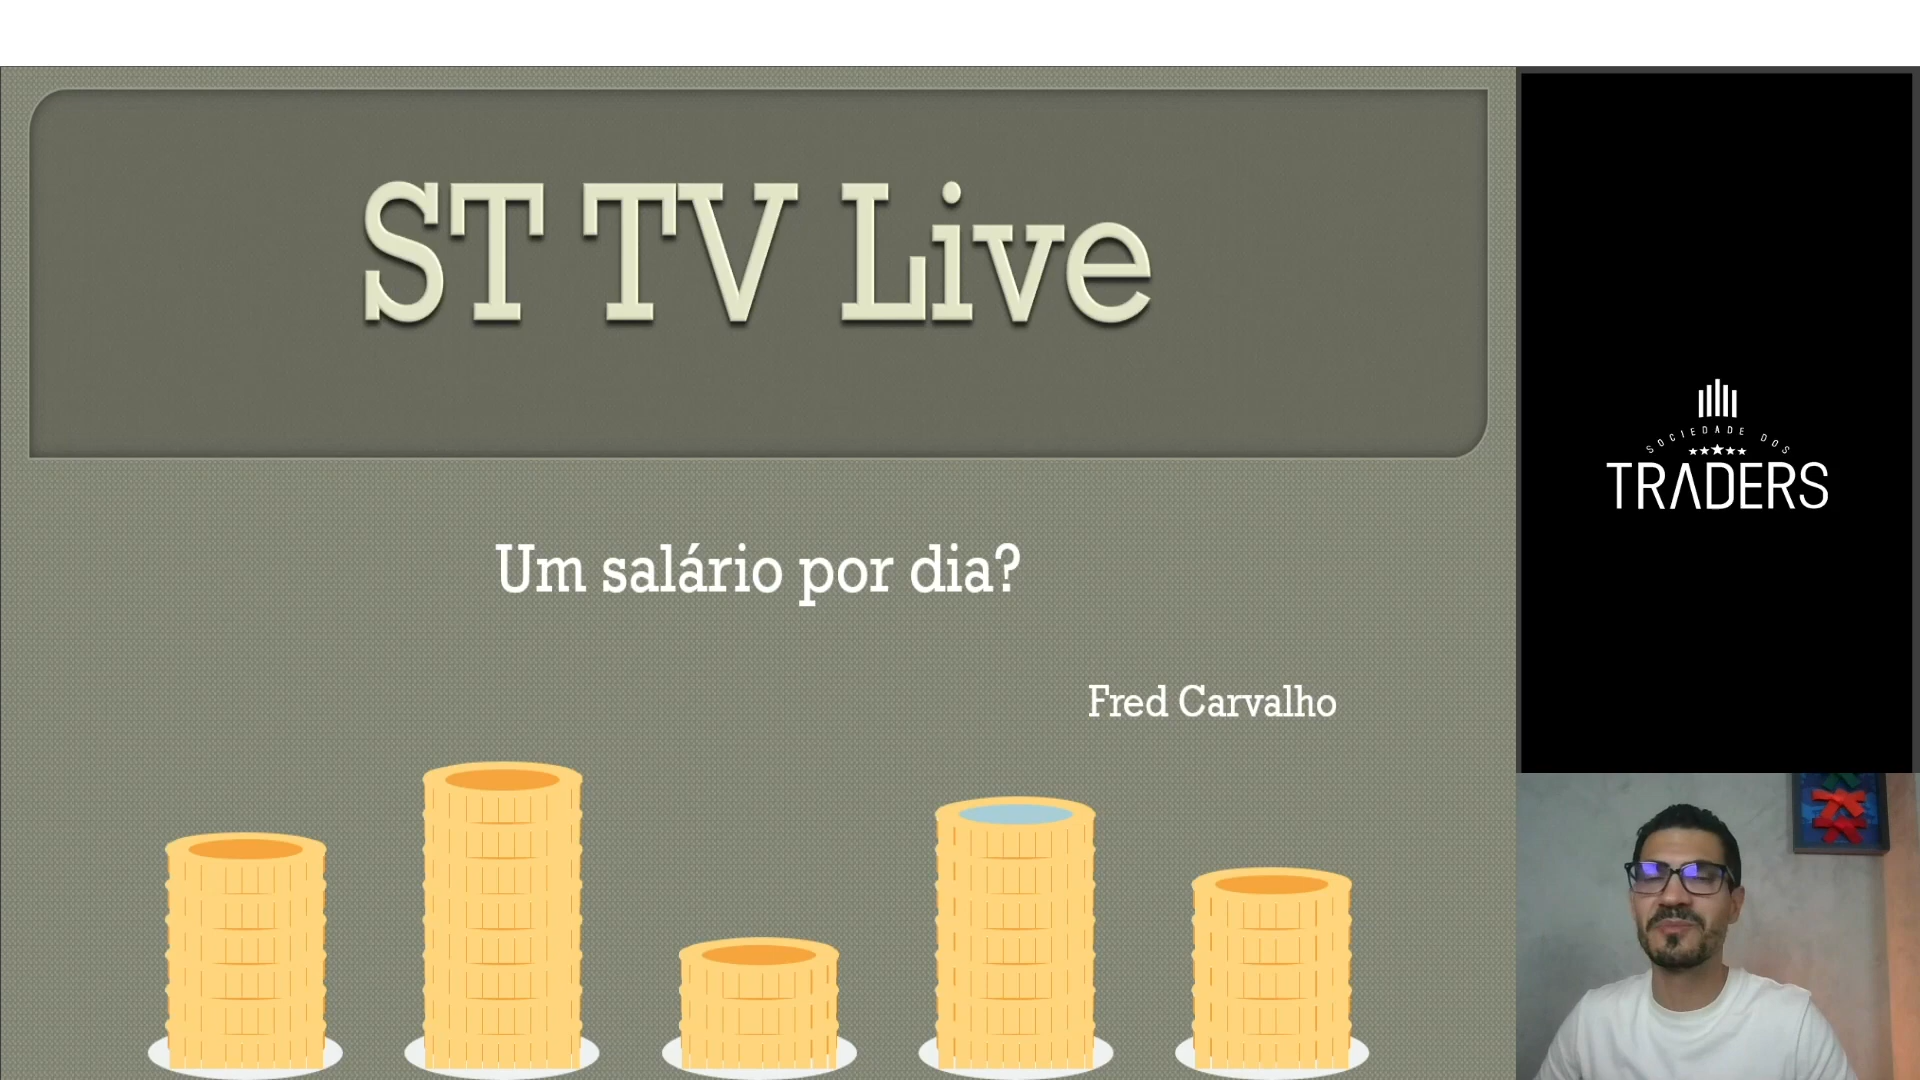 ST TV Live
Um salário por dia?
Fred Carvalho
SOCIEDADE DOS
TRADERS